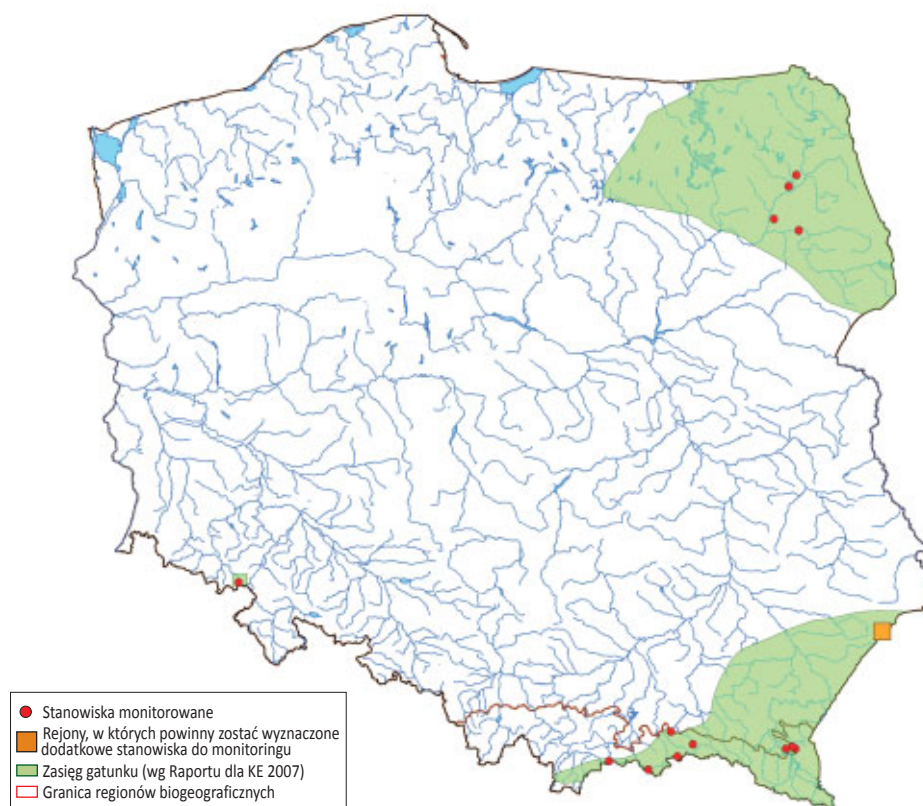 Stanowiska monitorowane
Rejony, w których powinny zostać wyznaczone
dodatkowe stanowiska do monitoringu
Zasięg gatunku (wg Raportu dla KE 2007)
Granica regionów biogeograficznych